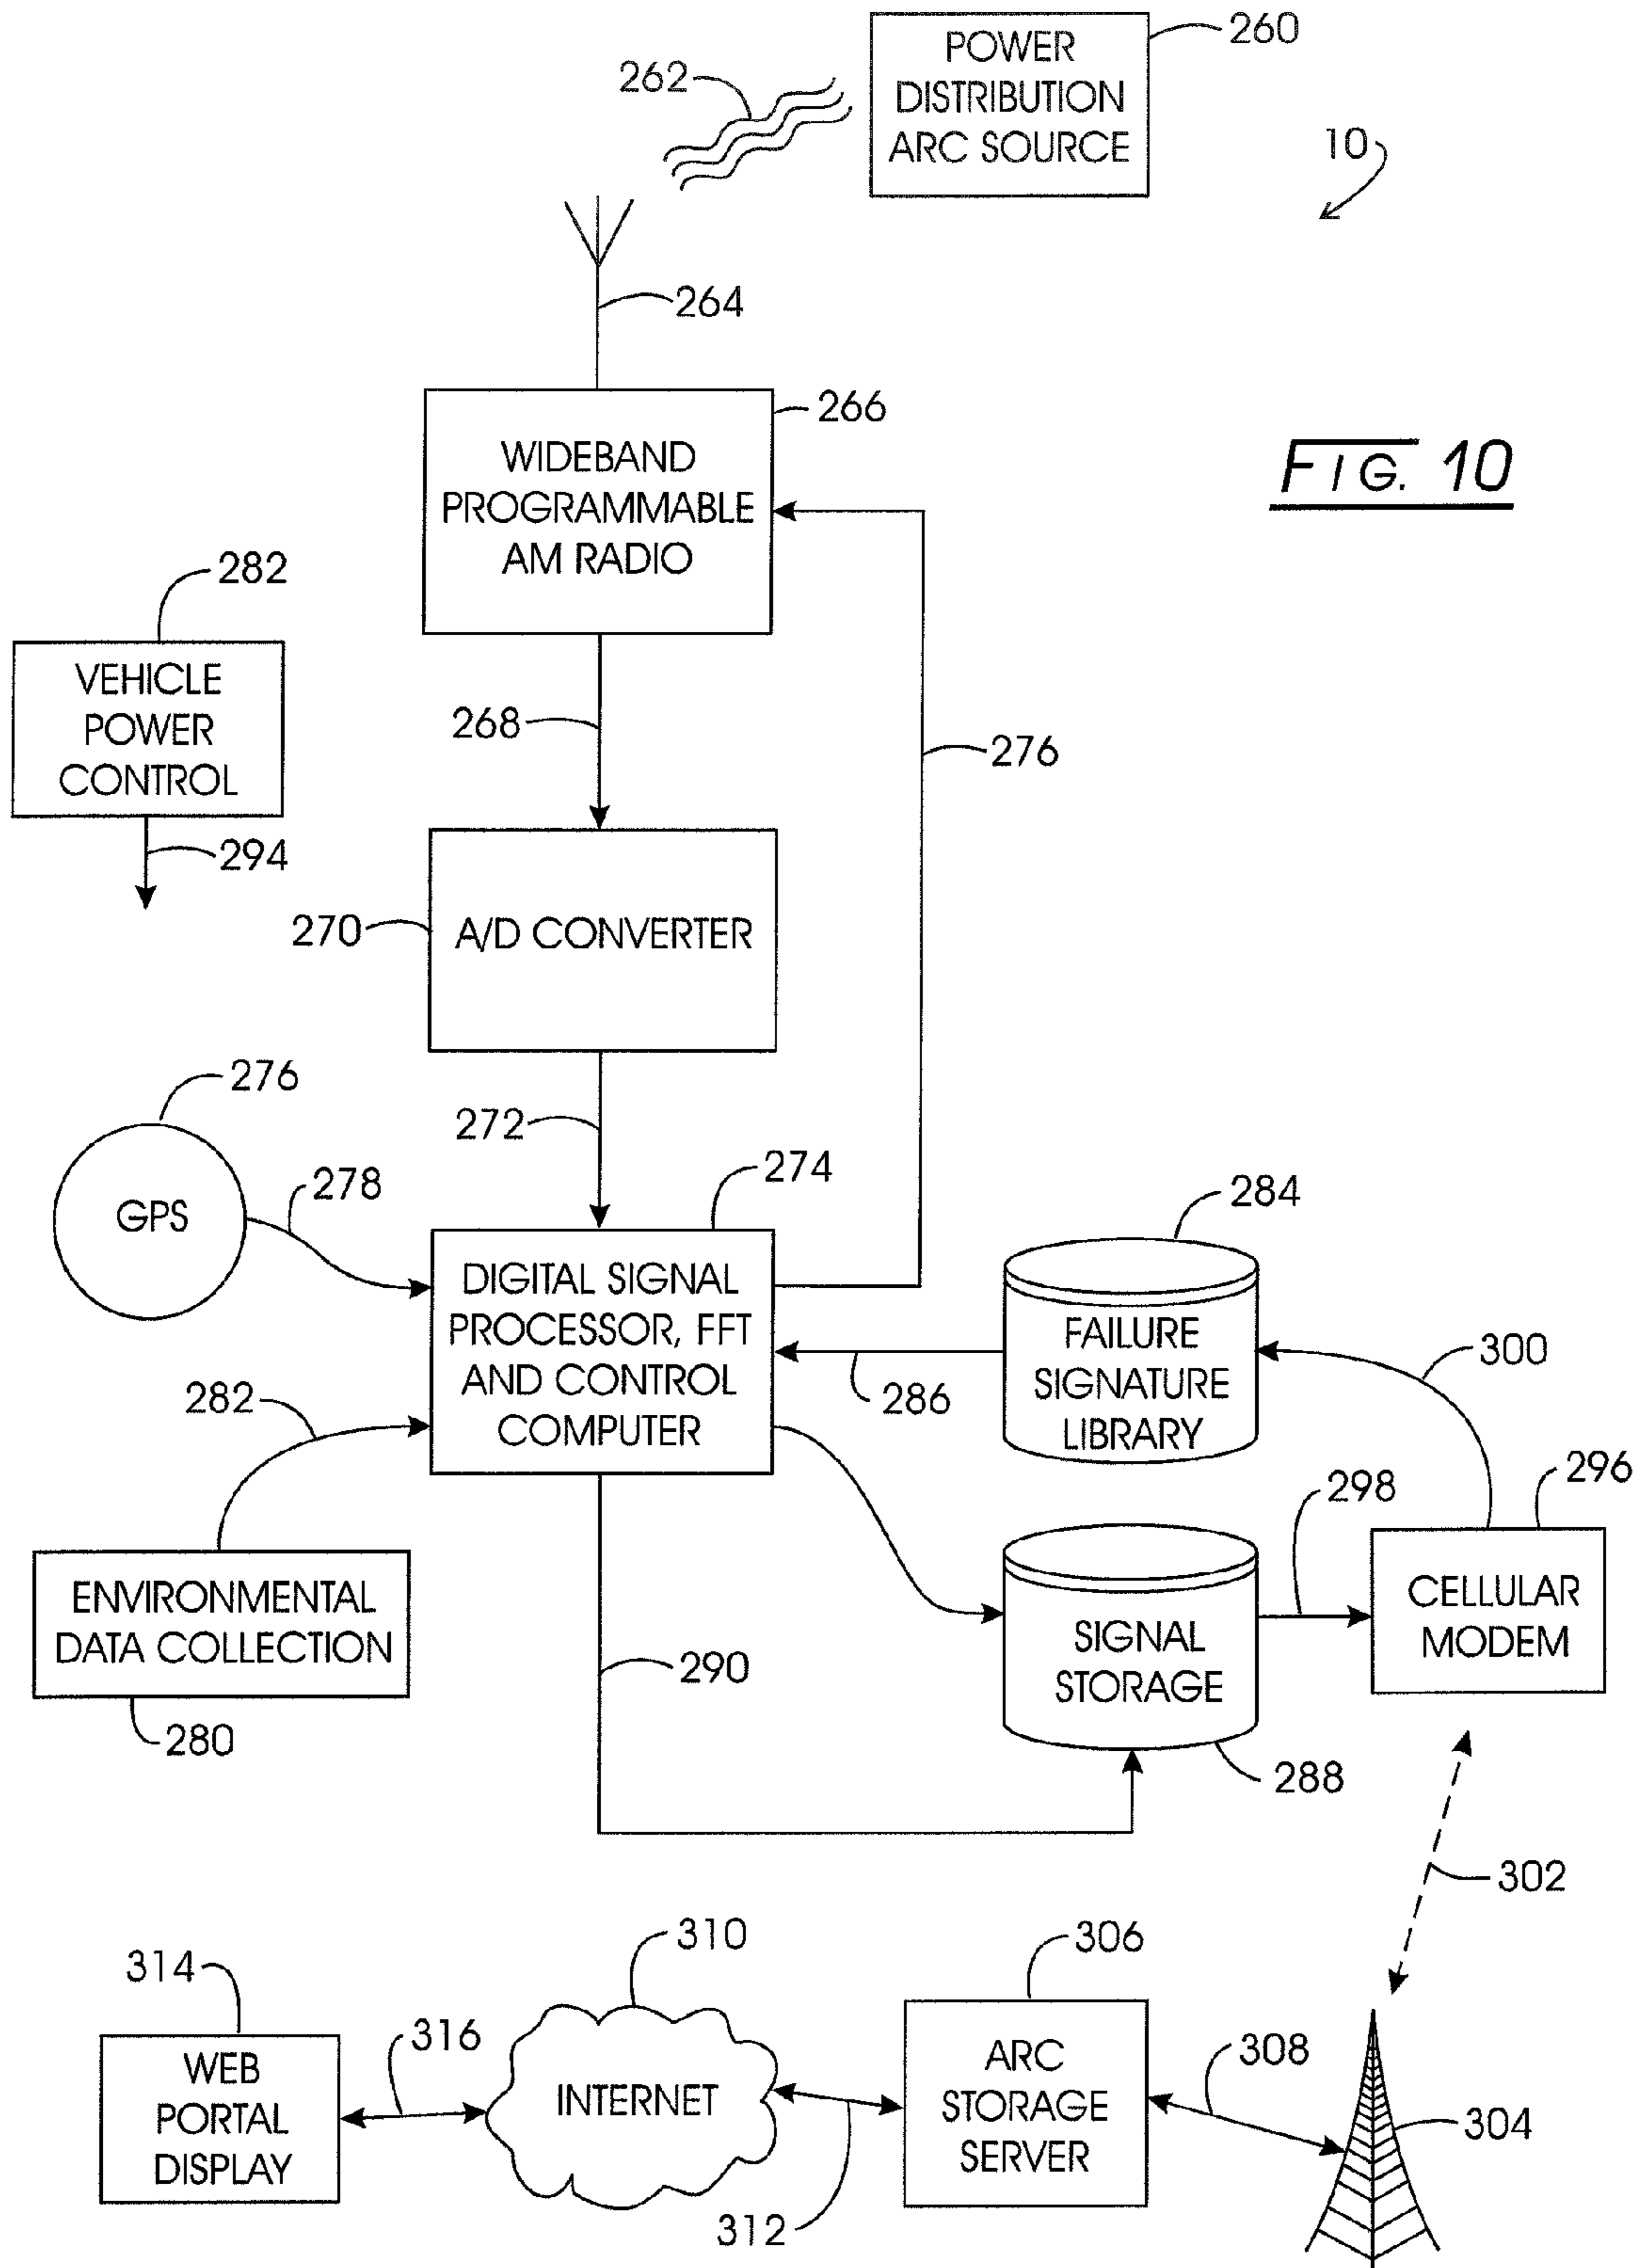 POWER
DISTRIBUTION
ARC SOURCE
260
262
10
264
266
WIDEBAND
PROGRAMMABLE
AM RADIO
FIG. 10
282
VEHICLE
POWER
CONTROL
268
276
294
270
A/D CONVERTER
276
272
274
GPS
278
284
DIGITAL SIGNAL
PROCESSOR, FFT
AND CONTROL
COMPUTER
FAILURE
SIGNATURE
LIBRARY
300
282
286
298
296
ENVIRONMENTAL
DATA COLLECTION
CELLULAR
MODEM
SIGNAL
STORAGE
290
280
288
302
310
306
314
316
308
WEB
PORTAL
DISPLAY
INTERNET
ARC
STORAGE
SERVER
304
312